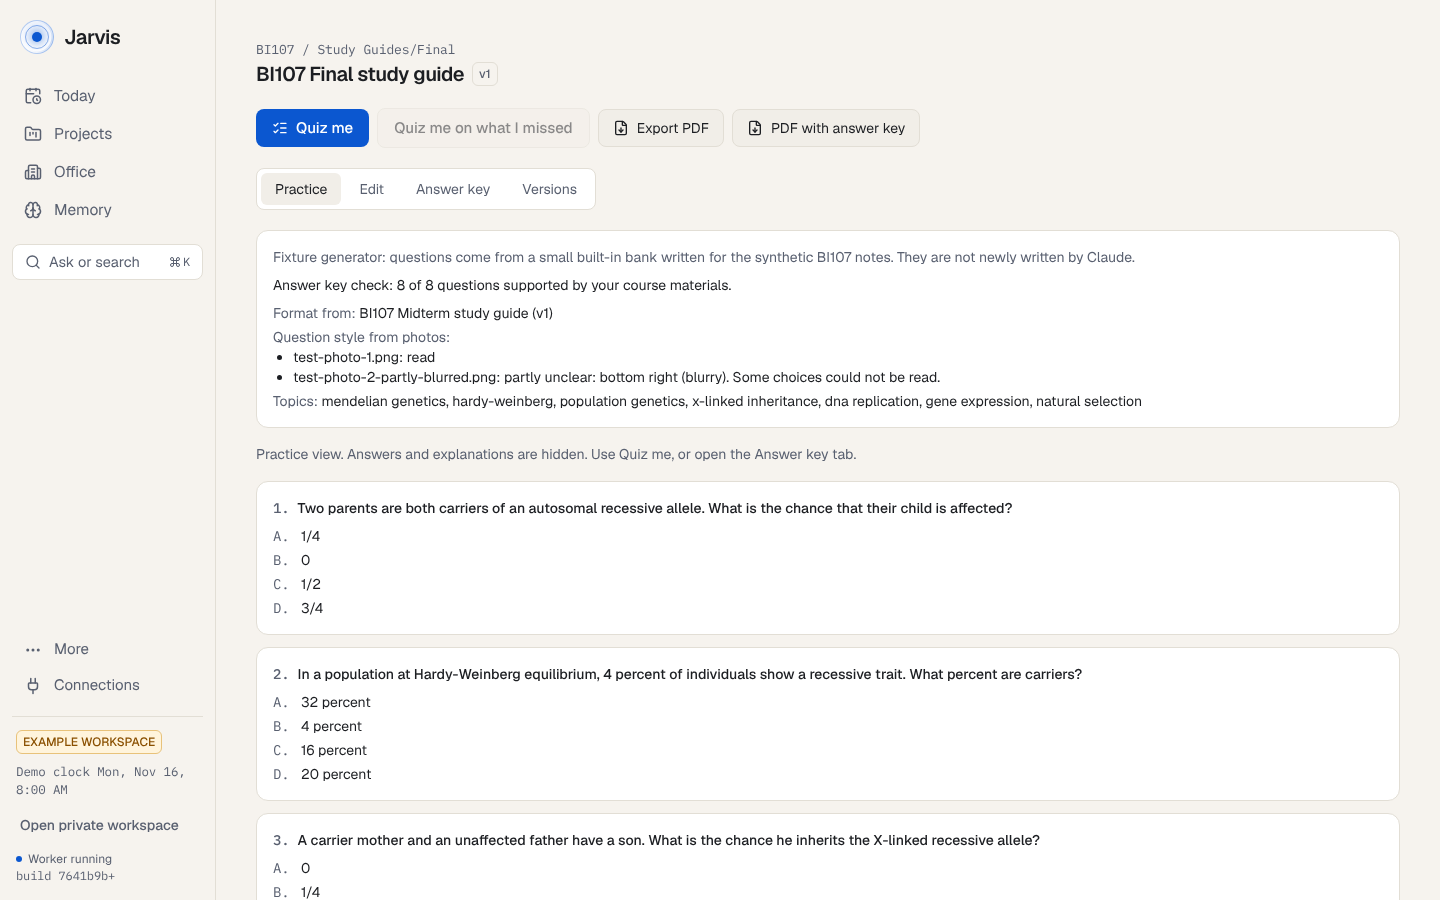 Jarvis
Today
Projects
Office
Memory
Ask or search ⌘K
More
Connections
EXAMPLE WORKSPACE
Demo clock Mon, Nov 16,
8:00 AM
Open private workspace
Worker running
build 7641b9b+
BI107 / Study Guides/Final
BI107 Final study guide v1
Quiz me
Quiz me on what I missed
Export PDF
PDF with answer key
Practice
Edit
Answer key
Versions
Fixture generator: questions come from a small built-in bank written for the synthetic BI107 notes. They are not newly written by Claude.
Answer key check: 8 of 8 questions supported by your course materials.
Format from: BI107 Midterm study guide (v1)
Question style from photos:
• test-photo-1.png: read
• test-photo-2-partly-blurred.png: partly unclear: bottom right (blurry). Some choices could not be read.
Topics: mendelian genetics, hardy-weinberg, population genetics, x-linked inheritance, dna replication, gene expression, natural selection
Practice view. Answers and explanations are hidden. Use Quiz me, or open the Answer key tab.
1. Two parents are both carriers of an autosomal recessive allele. What is the chance that their child is affected?
A. 1/4
B. 0
C. 1/2
D. 3/4
2. In a population at Hardy-Weinberg equilibrium, 4 percent of individuals show a recessive trait. What percent are carriers?
A. 32 percent
B. 4 percent
C. 16 percent
D. 20 percent
3. A carrier mother and an unaffected father have a son. What is the chance he inherits the X-linked recessive allele?
A. 0
B. 1/4